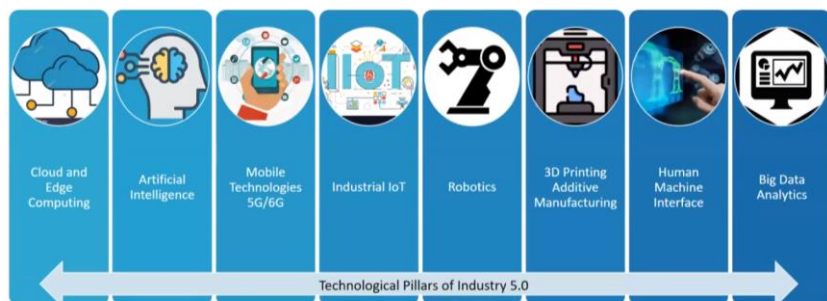 IIoT
Cloud and
Edge
Computing
Artificial
Intelligence
Mobile
Technologies
5G/6G
Industrial IoT
Robotics
3D Printing
Additive
Manufacturing
Human
Machine
Interface
Big Data
Analytics
Technological Pillars of Industry 5.0